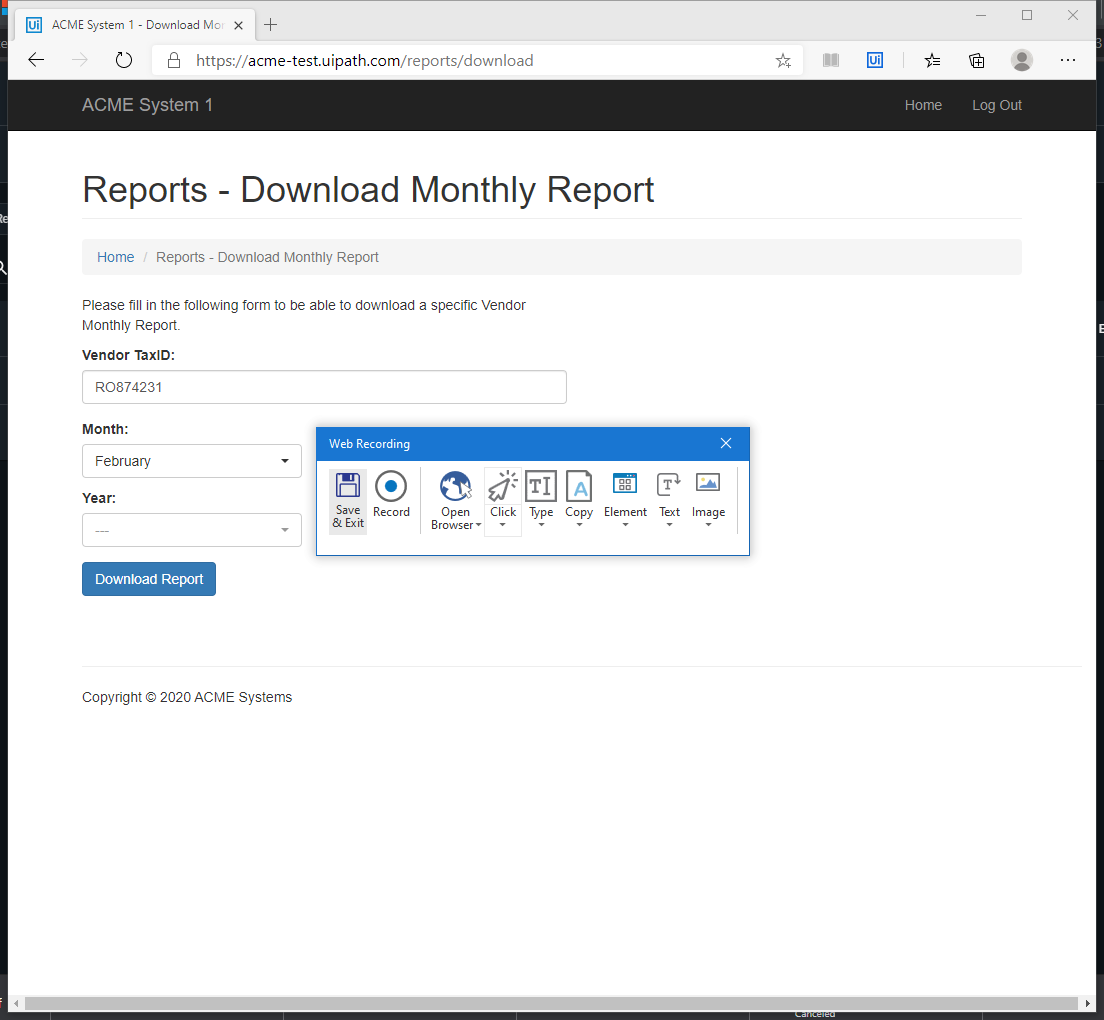 Ui ACME System 1 - Download Mor
https://acme-test.uipath.com/reports/download
Ui
ACME System 1
Home
Log Out
Reports - Download Monthly Report
Home / Reports - Download Monthly Report
Please fill in the following form to be able to download a specific Vendor
Monthly Report.
Vendor TaxID:
RO874231
Month:
February
Year:
---
Download Report
Web Recording
Save
& Exit
Record
Open
Browser
Click
Type
Copy
Element
Text
Image
Copyright © 2020 ACME Systems
Canceled